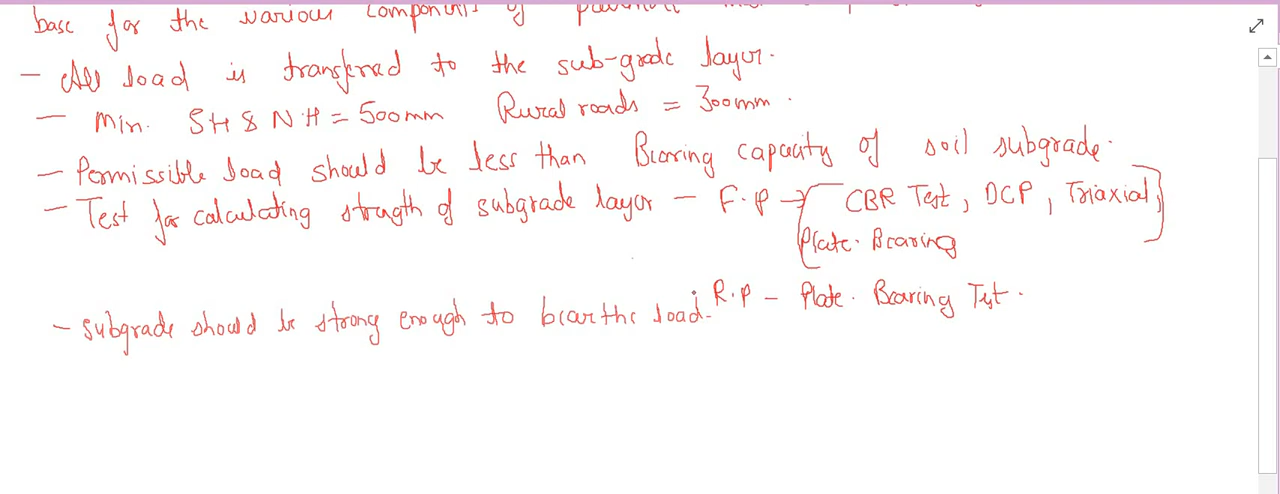 base for the various components of
- All load is transferred to the sub-grade layer.
- Min. SH & NH = 500mm Rural roads = 300mm.
- Permissible load should be less than Bearing capacity of soil subgrade.
- Test for calculating strength of subgrade layer - F.P → [CBR Test, DCP, Triaxial,
Plate. Bearing]
R.P - Plate. Bearing Test.
- subgrade should be strong enough to bear the load.